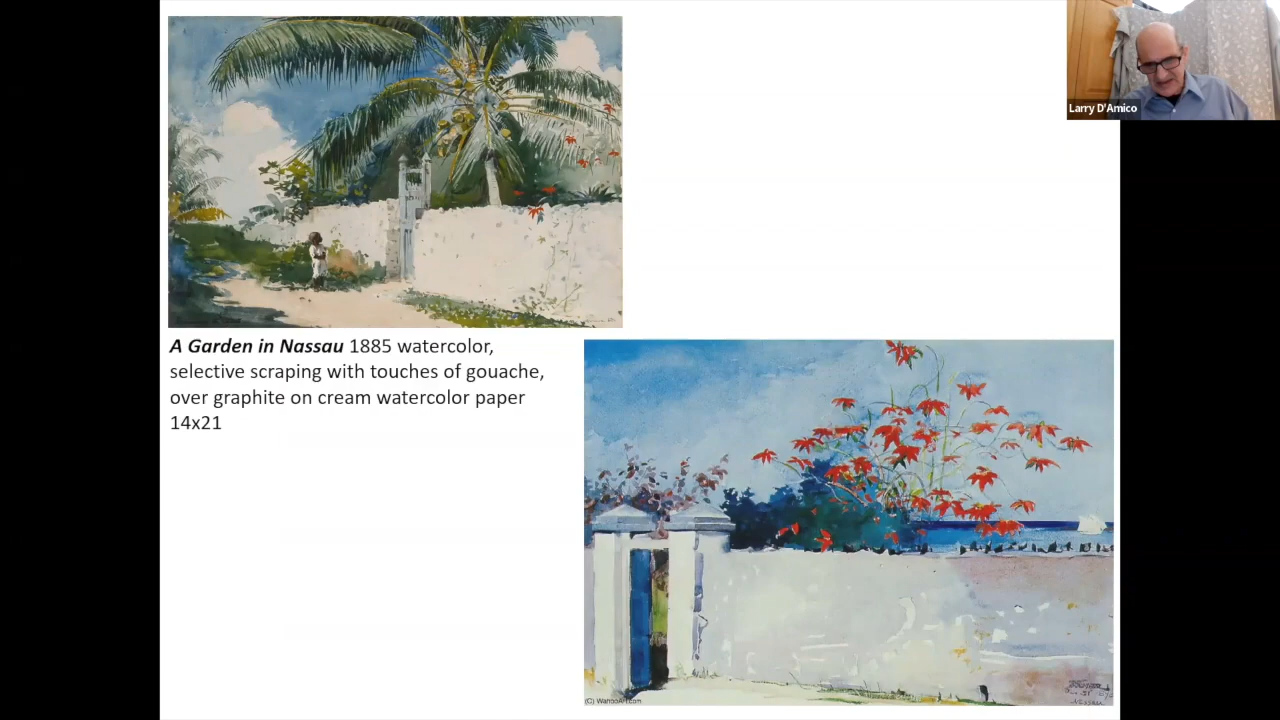 Larry D'Amico
A Garden in Nassau 1885 watercolor,
selective scraping with touches of gouache,
over graphite on cream watercolor paper
14x21
(C) WahooArt.com
Nassau